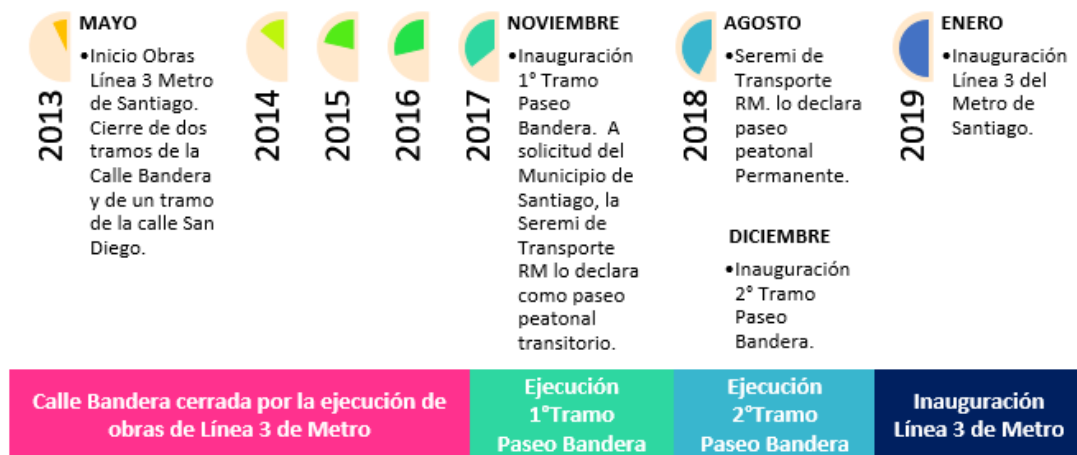 2013
MAYO
•Inicio Obras
Línea 3 Metro
de Santiago.
Cierre de dos
tramos de la
Calle Bandera
y de un tramo
de la calle San
Diego.
2014
2015
2016
2017
NOVIEMBRE
•Inauguración
1° Tramo
Paseo
Bandera. A
solicitud del
Municipio de
Santiago, la
Seremi de
Transporte
RM lo declara
como paseo
peatonal
transitorio.
2018
AGOSTO
•Seremi de
Transporte
RM. lo declara
paseo
peatonal
Permanente.
DICIEMBRE
•Inauguración
2° Tramo
Paseo
Bandera.
2019
ENERO
•Inauguración
Línea 3 del
Metro de
Santiago.
Calle Bandera cerrada por la ejecución de
obras de Línea 3 de Metro
Ejecución
1°Tramo
Paseo Bandera
Ejecución
2°Tramo
Paseo Bandera
Inauguración
Línea 3 de Metro